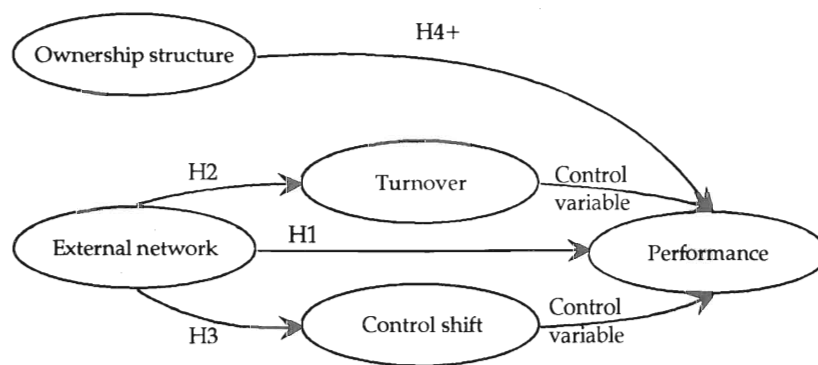 H4+
Ownership structure
H2
Turnover
Control
variable
External network
H1
Performance
H3
Control shift
Control
variable